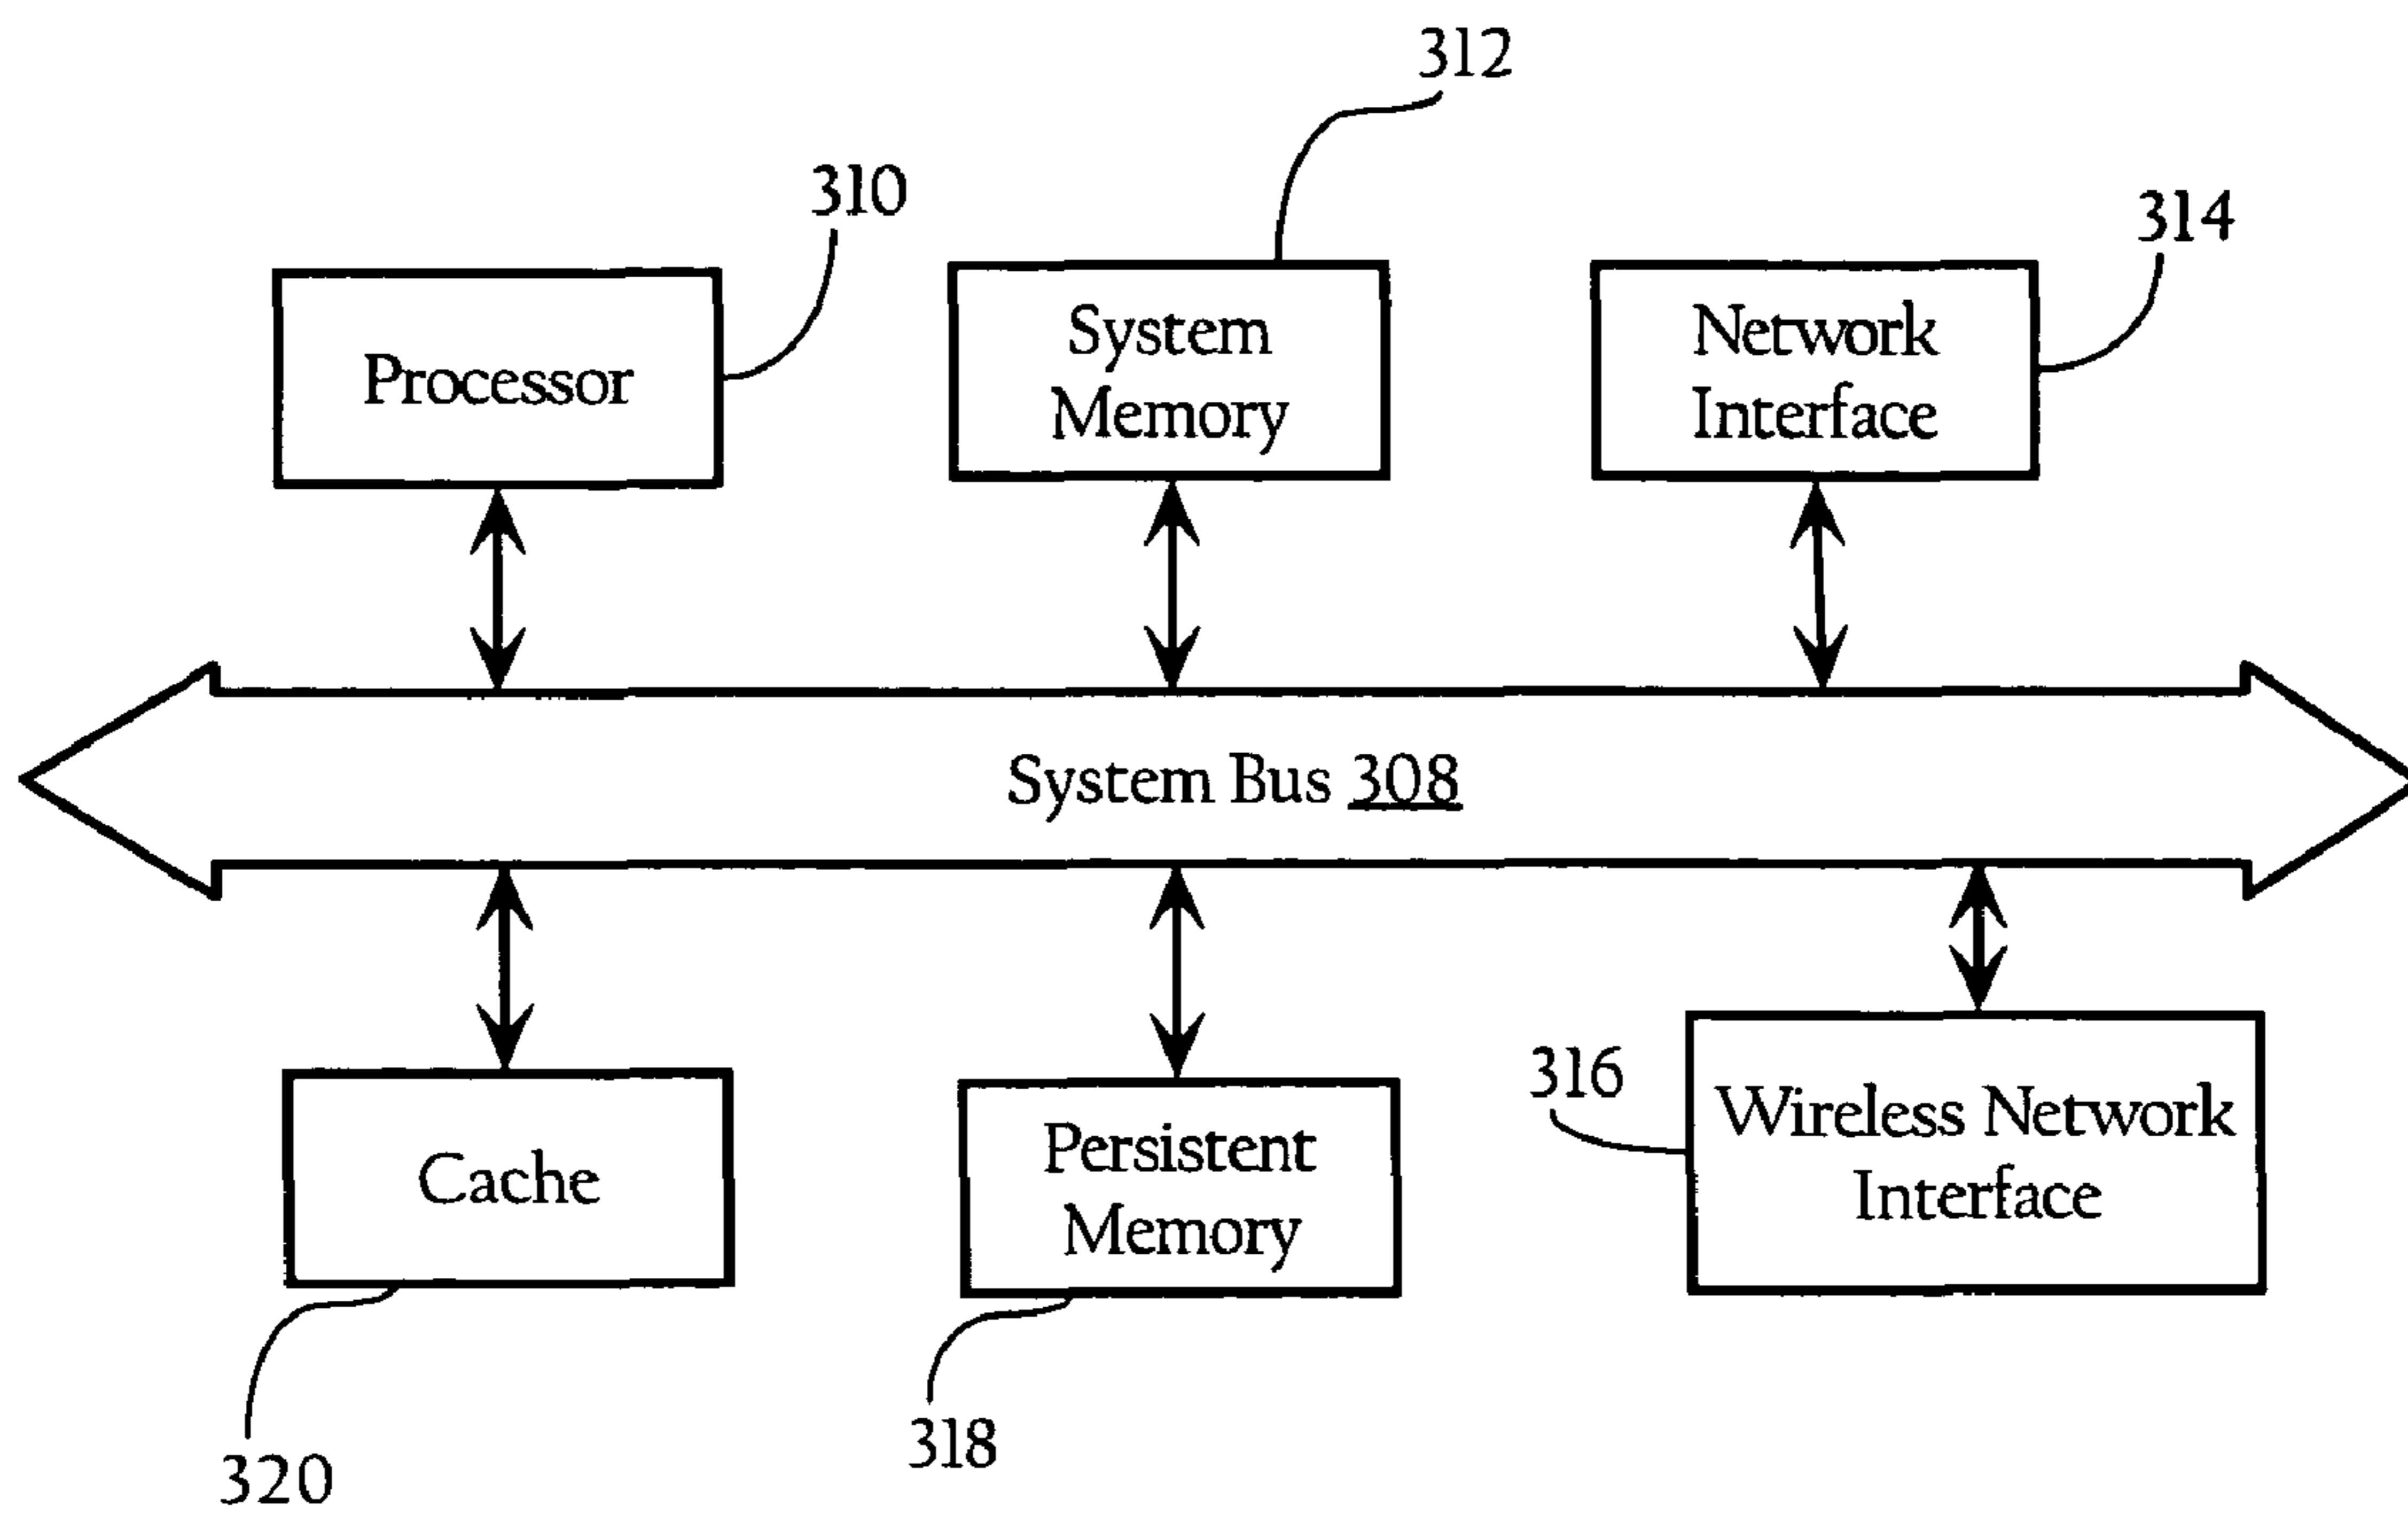 312
310
314
Processor
System
Memory
Network
Interface
System Bus 308
Cache
Persistent
Memory
316
Wireless Network
Interface
320
318